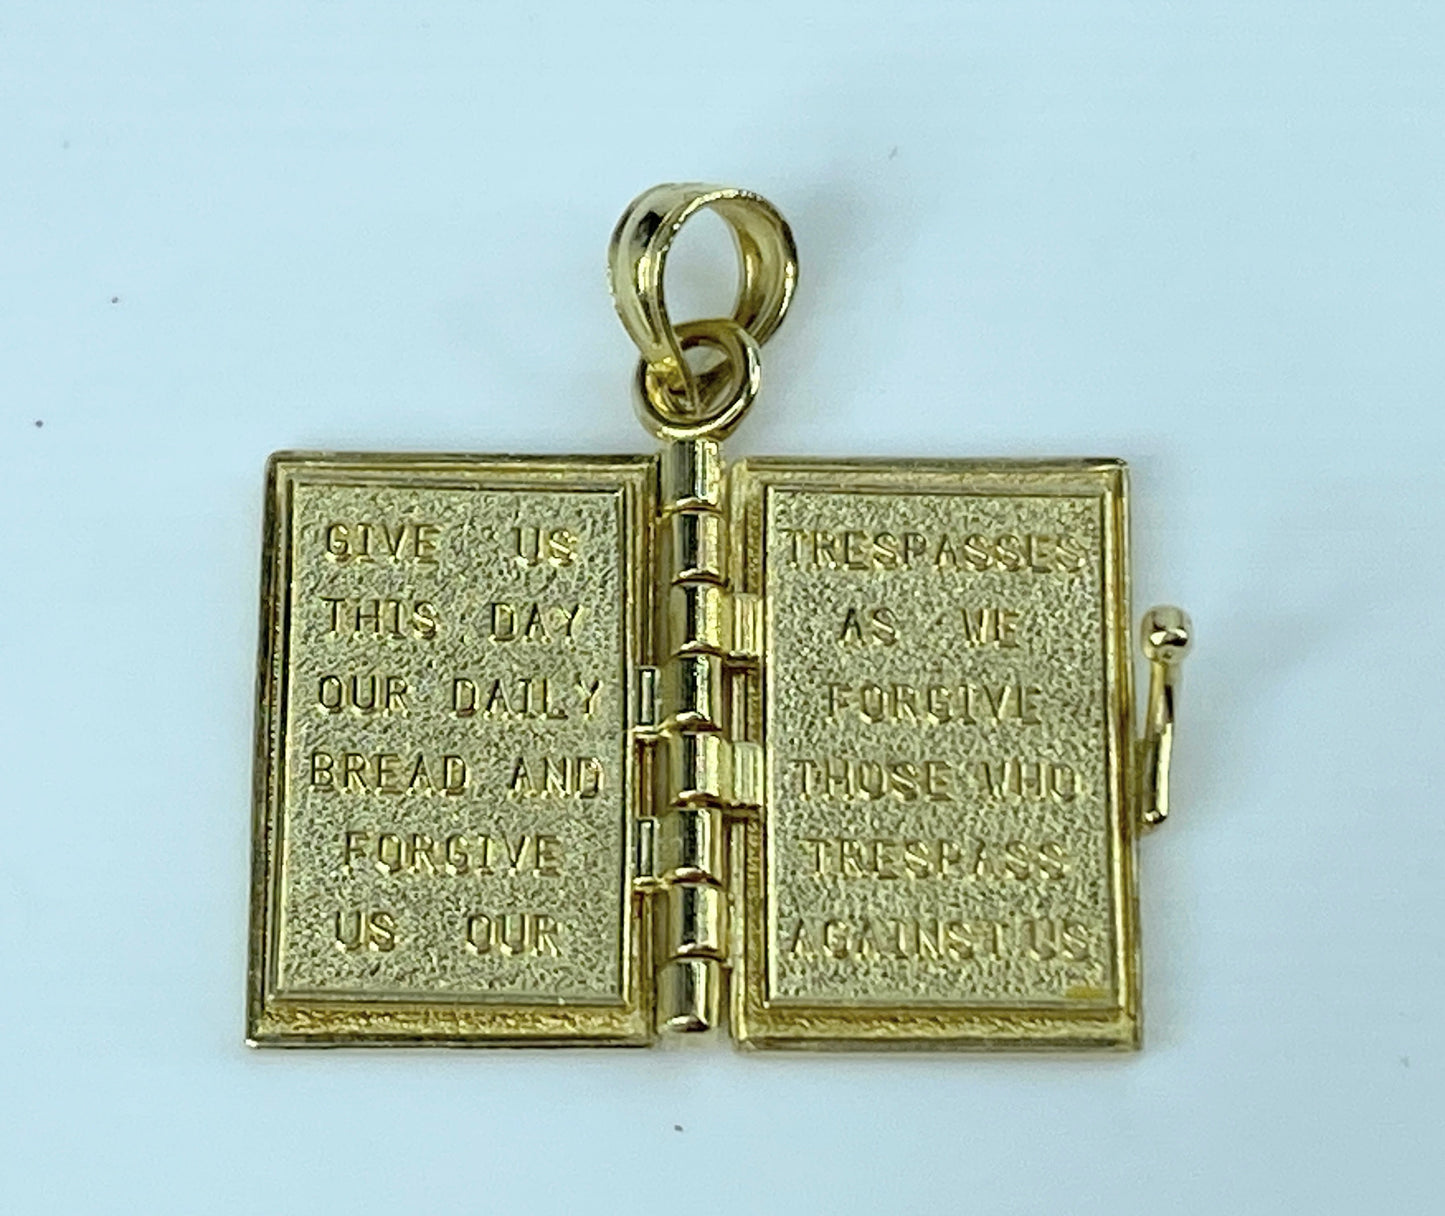 GIVE US
THIS DAY
OUR DAILY
BREAD AND
FORGIVE
US OUR
TRESPASSES
AS WE
FORGIVE
THOSE WHO
TRESPASS
AGAINST US